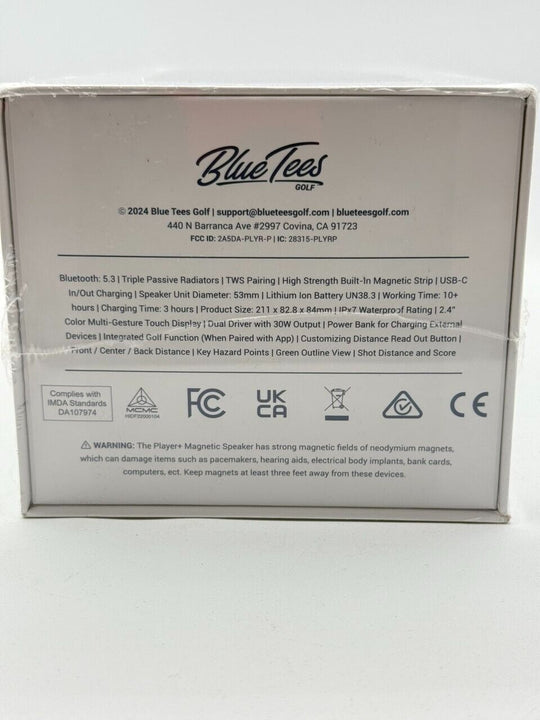 Blue Tees
GOLF
© 2024 Blue Tees Golf | support@blueteesgolf.com | blueteesgolf.com
440 N Barranca Ave #2997 Covina, CA 91723
FCC ID: 2A5DA-PLYR-P | IC: 28315-PLYRP
Bluetooth: 5.3 | Triple Passive Radiators | TWS Pairing | High Strength Built-In Magnetic Strip | USB-C
In/Out Charging | Speaker Unit Diameter: 53mm | Lithium Ion Battery UN38.3 | Working Time: 10+
hours | Charging Time: 3 hours | Product Size: 211 x 82.8 x 84mm | IPx7 Waterproof Rating | 2.4"
Color Multi-Gesture Touch Display | Dual Driver with 30W Output | Power Bank for Charging External
Devices | Integrated Golf Function (When Paired with App) | Customizing Distance Read Out Button |
Front / Center / Back Distance | Key Hazard Points | Green Outline View | Shot Distance and Score
Complies with
IMDA Standards
DA107974
MCMC
HIDF22000104
FC
UK
CA
CE
WARNING: The Player+ Magnetic Speaker has strong magnetic fields of neodymium magnets,
which can damage items such as pacemakers, hearing aids, electrical body implants, bank cards,
computers, ect. Keep magnets at least three feet away from these devices.